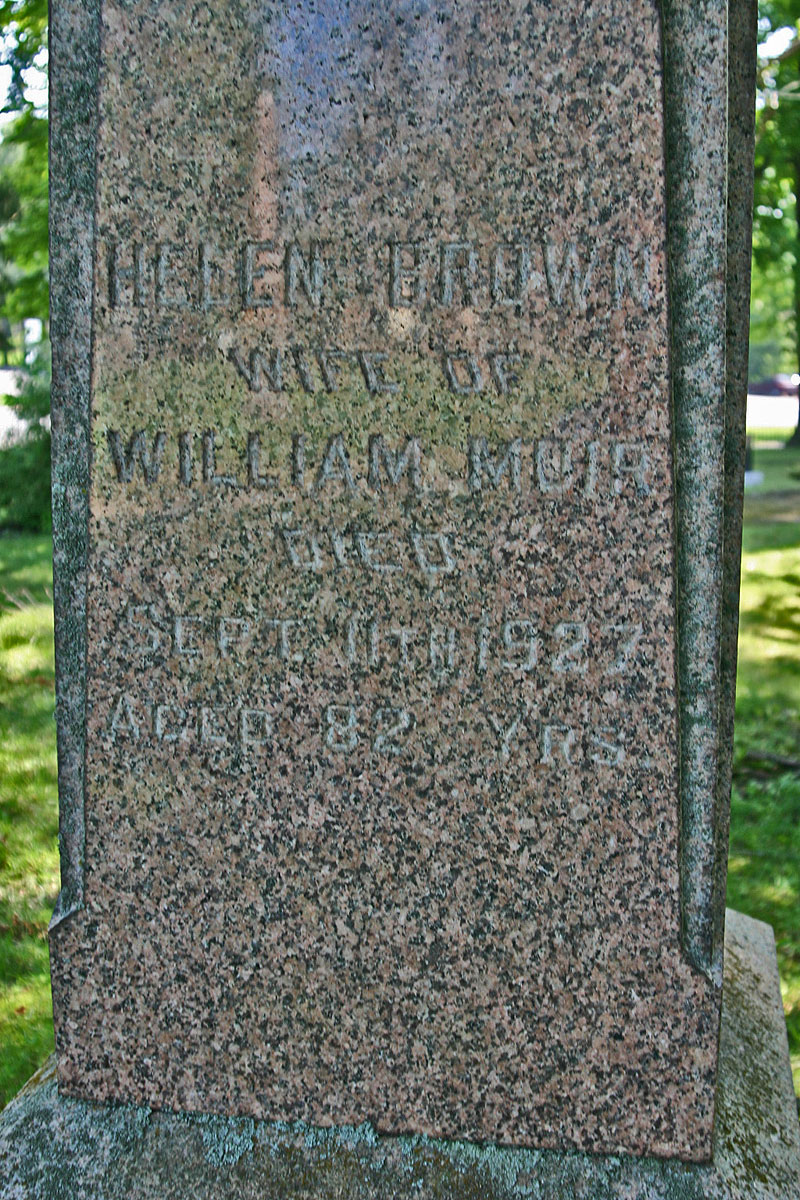 HELEN BROWN
WIFE OF
WILLIAM MUIR
DIED
SEPT. 11TH 1927
AGED 82 YRS.